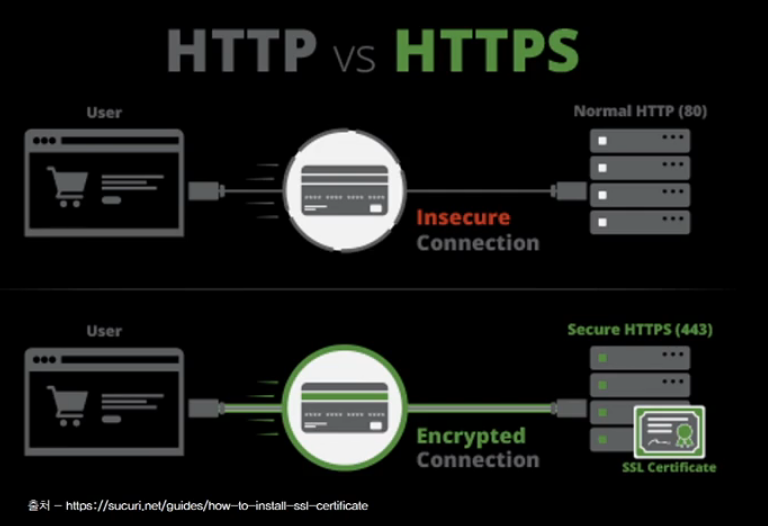 HTTP VS HTTPS
User
Normal HTTP (80)
Insecure
Connection
User
Secure HTTPS (443)
Encrypted
Connection
SSL Certificate
출처 - https://sucuri.net/guides/how-to-install-ssl-certificate